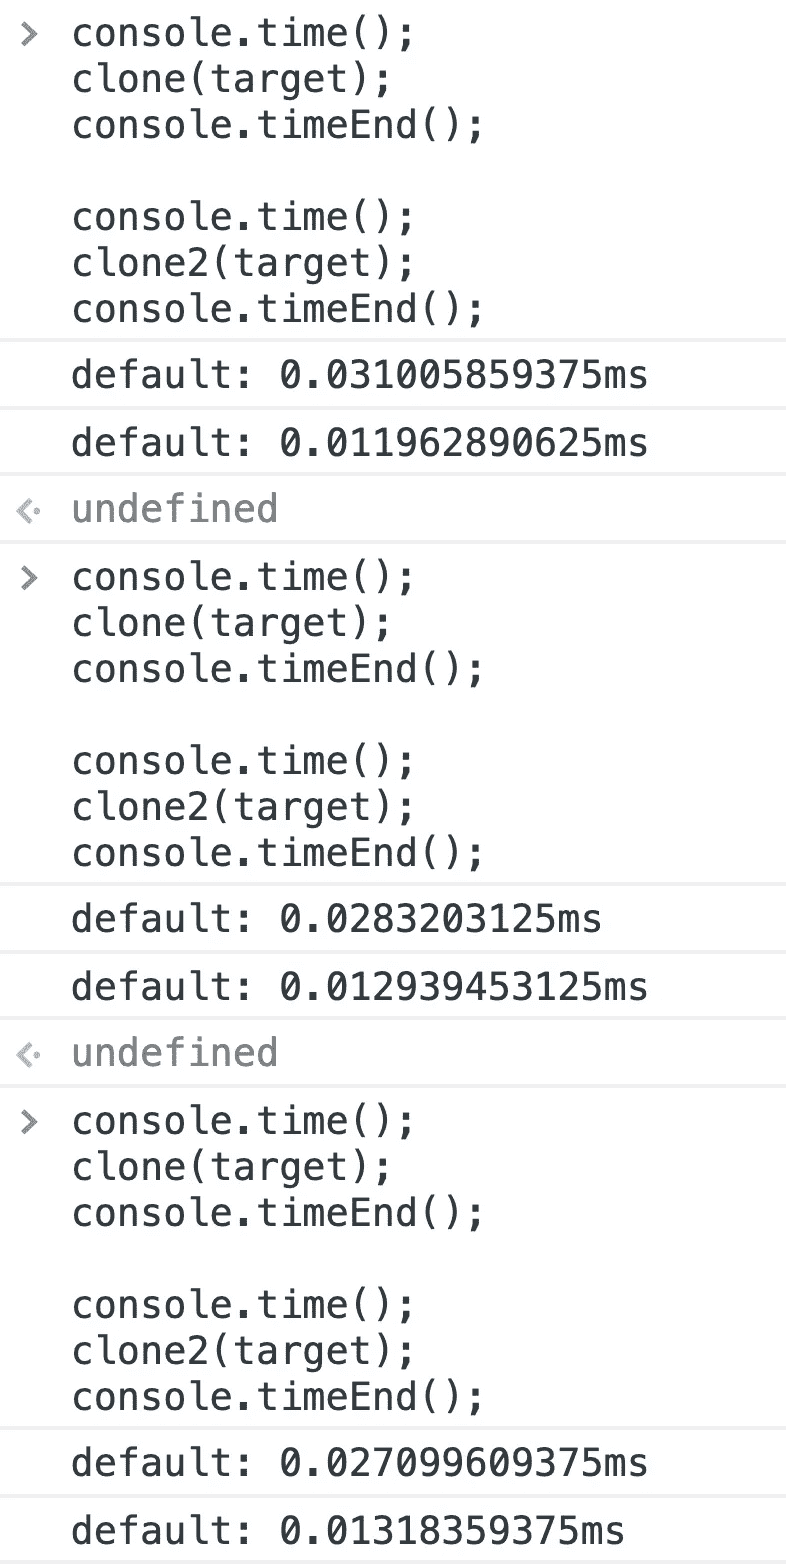 console.time();
clone(target);
console.timeEnd();
console.time();
clone2(target);
console.timeEnd();
default: 0.031005859375ms
default: 0.011962890625ms
undefined
console.time();
clone(target);
console.timeEnd();
console.time();
clone2(target);
console.timeEnd();
default: 0.0283203125ms
default: 0.012939453125ms
undefined
console.time();
clone(target);
console.timeEnd();
console.time();
clone2(target);
console.timeEnd();
default: 0.027099609375ms
default: 0.01318359375ms